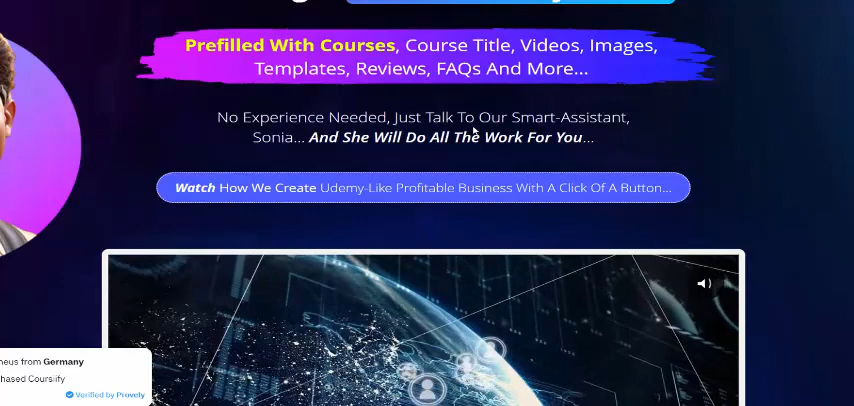 Prefilled With Courses, Course Title, Videos, Images,
Templates, Reviews, FAQs And More...
No Experience Needed, Just Talk To Our Smart-Assistant,
Sonia... And She Will Do All The Work For You...
Watch How We Create Udemy-Like Profitable Business With A Click Of A Button...
from Germany
Coursiify
Verified by Provely